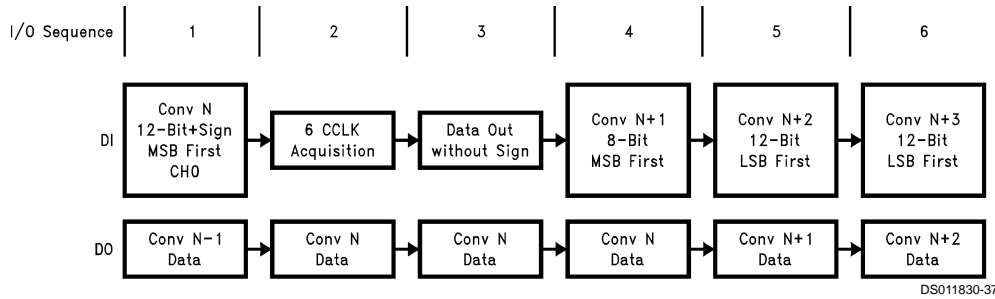 I/O Sequence 1 2 3 4 5 6
DI
Conv N
12-Bit+Sign
MSB First
CH0
6 CCLK
Acquisition
Data Out
without Sign
Conv N+1
8-Bit
MSB First
Conv N+2
12-Bit
LSB First
Conv N+3
12-Bit
LSB First
DO
Conv N-1
Data
Conv N
Data
Conv N
Data
Conv N
Data
Conv N+1
Data
Conv N+2
Data
DS011830-37